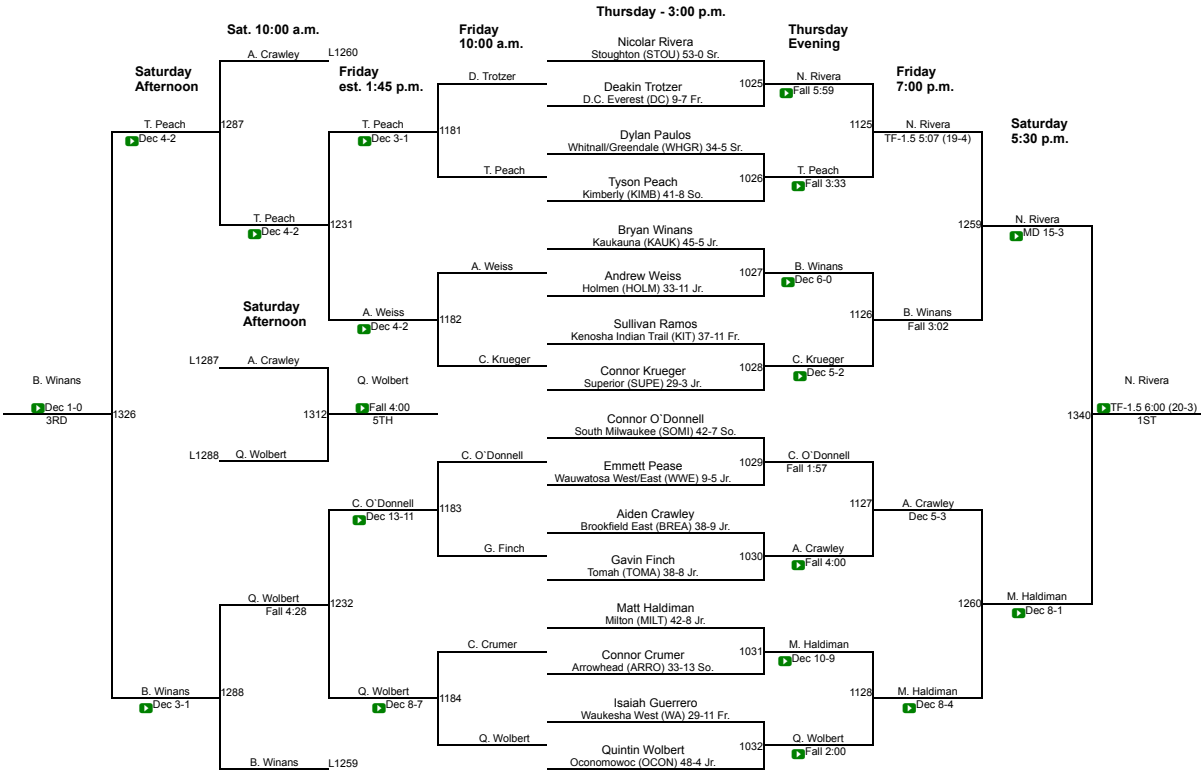 Thursday - 3:00 p.m.
Sat. 10:00 a.m.
Friday
10:00 a.m.
Thursday
Evening
Saturday
Afternoon
Friday
est. 1:45 p.m.
Friday
7:00 p.m.
Saturday
5:30 p.m.
Saturday
Afternoon
B. Winans
Dec 1-0
3RD
1326
T. Peach
Dec 4-2
1287
B. Winans
Dec 3-1
1288
A. Crawley
L1260
T. Peach
Dec 4-2
1231
L1287
A. Crawley
1312
L1288
Q. Wolbert
Q. Wolbert
Fall 4:00
5TH
Q. Wolbert
Fall 4:28
1232
B. Winans
L1259
T. Peach
Dec 3-1
1181
A. Weiss
Dec 4-2
1182
C. O`Donnell
Dec 13-11
1183
Q. Wolbert
Dec 8-7
1184
D. Trotzer
T. Peach
A. Weiss
C. Krueger
C. O`Donnell
G. Finch
C. Crumer
Q. Wolbert
Nicolar Rivera
Stoughton (STOU) 53-0 Sr.
1025
Deakin Trotzer
D.C. Everest (DC) 9-7 Fr.
Dylan Paulos
Whitnall/Greendale (WHGR) 34-5 Sr.
1026
Tyson Peach
Kimberly (KIMB) 41-8 So.
Bryan Winans
Kaukauna (KAUK) 45-5 Jr.
1027
Andrew Weiss
Holmen (HOLM) 33-11 Jr.
Sullivan Ramos
Kenosha Indian Trail (KIT) 37-11 Fr.
1028
Connor Krueger
Superior (SUPE) 29-3 Jr.
Connor O`Donnell
South Milwaukee (SOMI) 42-7 So.
1029
Emmett Pease
Wauwatosa West/East (WWE) 9-5 Jr.
Aiden Crawley
Brookfield East (BREA) 38-9 Jr.
1030
Gavin Finch
Tomah (TOMA) 38-8 Jr.
Matt Haldiman
Milton (MILT) 42-8 Jr.
1031
Connor Crumer
Arrowhead (ARRO) 33-13 So.
Isaiah Guerrero
Waukesha West (WA) 29-11 Fr.
1032
Quintin Wolbert
Oconomowoc (OCON) 48-4 Jr.
N. Rivera
Fall 5:59
1125
T. Peach
Fall 3:33
B. Winans
Dec 6-0
1126
C. Krueger
Dec 5-2
C. O`Donnell
Fall 1:57
1127
A. Crawley
Fall 4:00
M. Haldiman
Dec 10-9
1128
Q. Wolbert
Fall 2:00
N. Rivera
TF-1.5 5:07 (19-4)
1259
B. Winans
Fall 3:02
A. Crawley
Dec 5-3
1260
M. Haldiman
Dec 8-4
N. Rivera
MD 15-3
1340
M. Haldiman
Dec 8-1
N. Rivera
TF-1.5 6:00 (20-3)
1ST